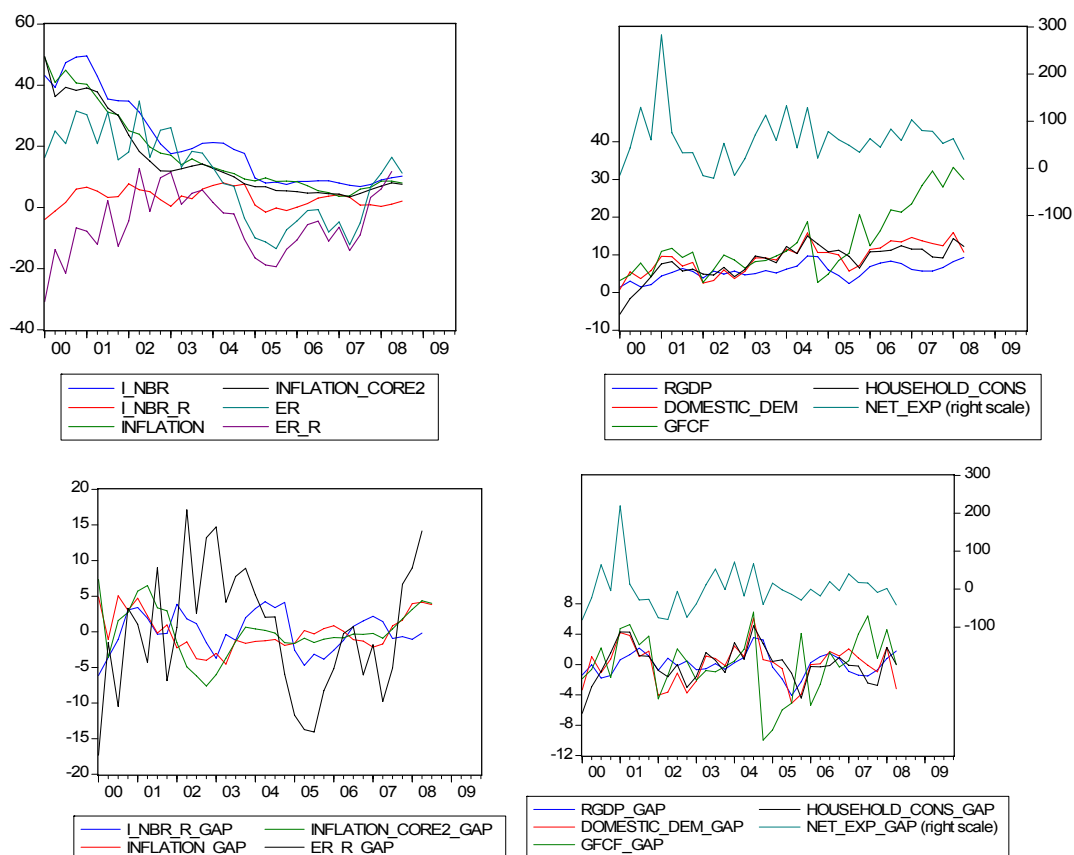 60
40
20
0
-20
-40
00 01 02 03 04 05 06 07 08 09
I_NBR INFLATION_CORE2
I_NBR_R ER
INFLATION ER_R
300
200
100
0
-100
40
30
20
10
0
-10
00 01 02 03 04 05 06 07 08 09
RGDP HOUSEHOLD_CONS
DOMESTIC_DEM NET_EXP (right scale)
GFCF
20
15
10
5
0
-5
-10
-15
-20
00 01 02 03 04 05 06 07 08 09
I_NBR_R_GAP INFLATION_CORE2_GAP
INFLATION_GAP ER_R_GAP
300
200
100
0
-100
8
4
0
-4
-8
-12
00 01 02 03 04 05 06 07 08 09
RGDP_GAP HOUSEHOLD_CONS_GAP
DOMESTIC_DEM_GAP NET_EXP_GAP (right scale)
GFCF_GAP